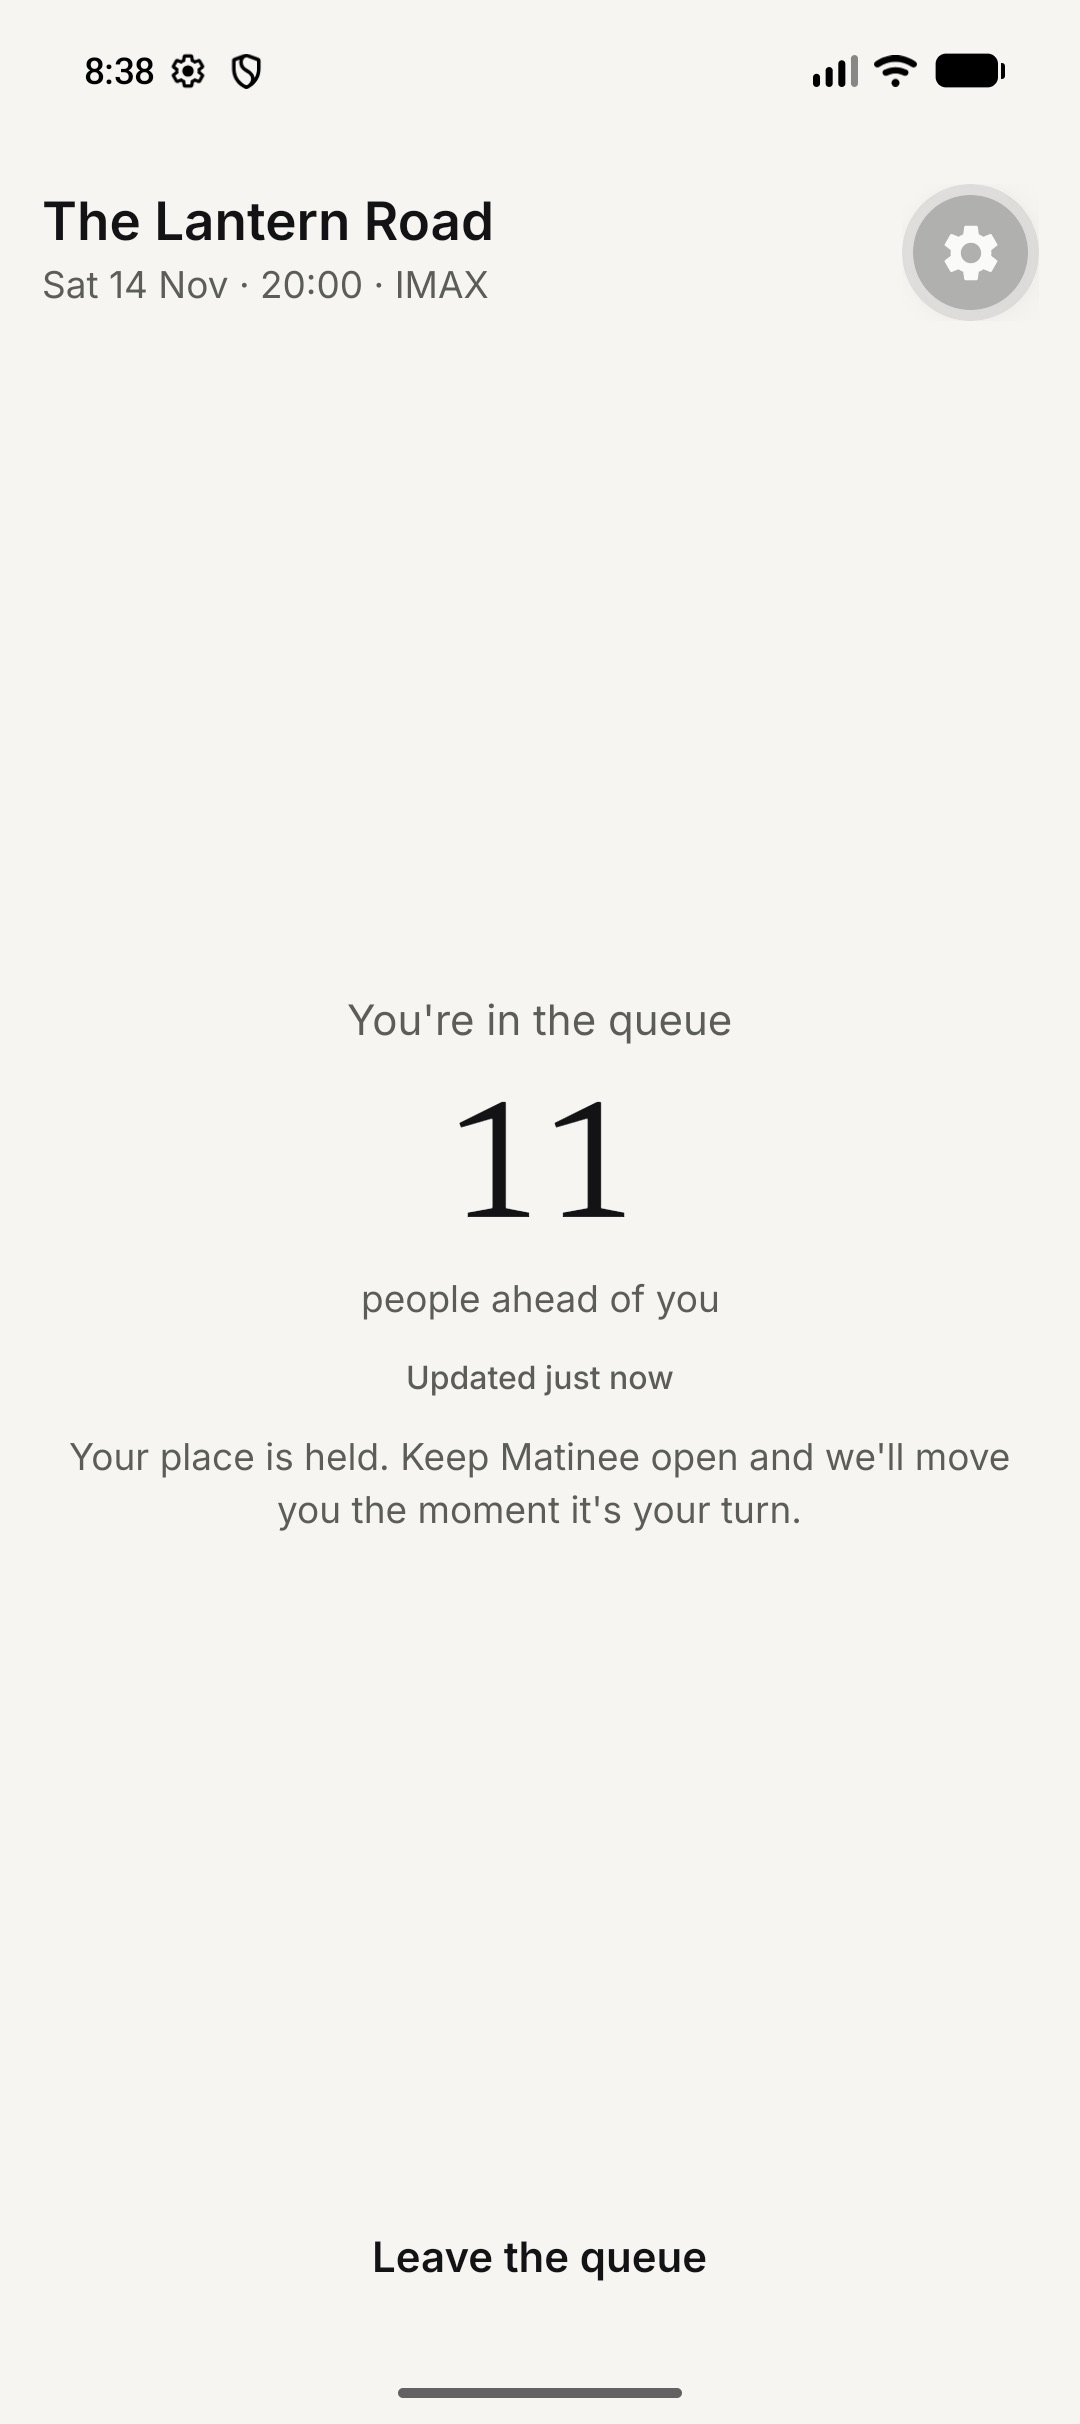 8:38
The Lantern Road
Sat 14 Nov · 20:00 · IMAX
You're in the queue
11
people ahead of you
Updated just now
Your place is held. Keep Matinee open and we'll move
you the moment it's your turn.
Leave the queue